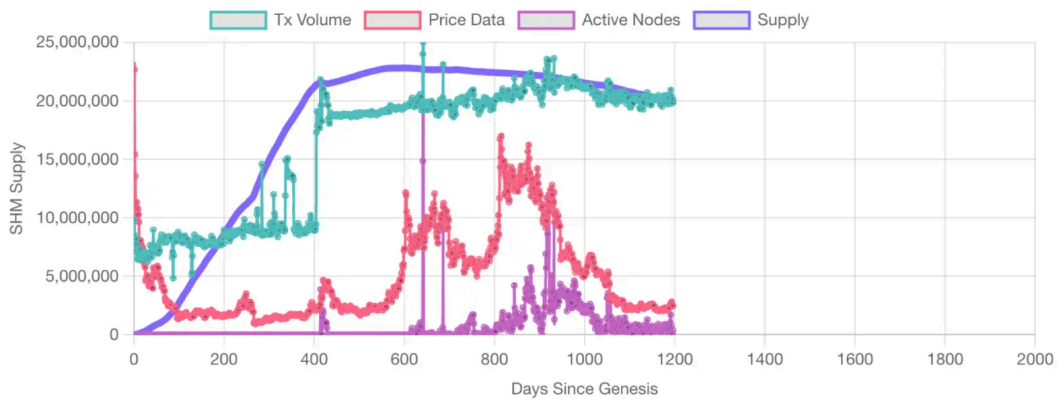 Tx Volume Price Data Active Nodes Supply
25,000,000
20,000,000
15,000,000
10,000,000
5,000,000
0
SHM Supply
0 200 400 600 800 1000 1200 1400 1600 1800 2000
Days Since Genesis